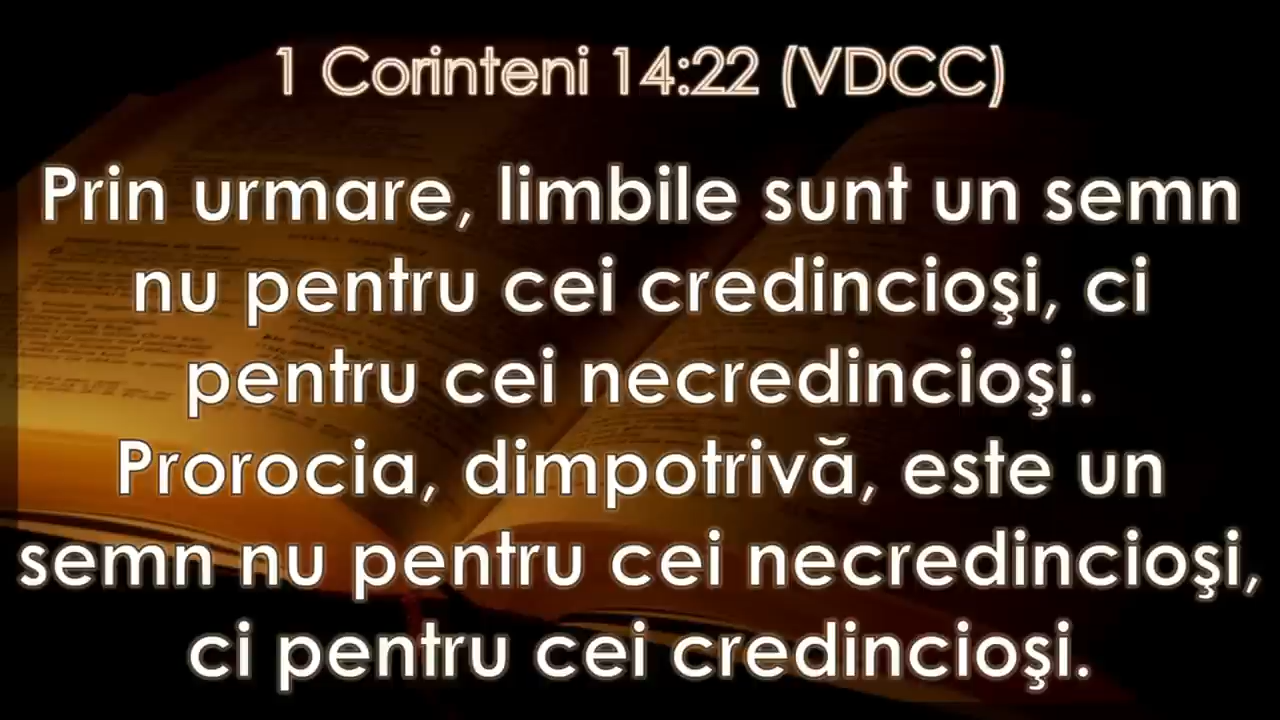 1 Corinteni 14:22 (VDCC)
Prin urmare, limbile sunt un semn
nu pentru cei credincioşi, ci
pentru cei necredincioşi.
Prorocia, dimpotrivă, este un
semn nu pentru cei necredincioşi,
ci pentru cei credincioşi.